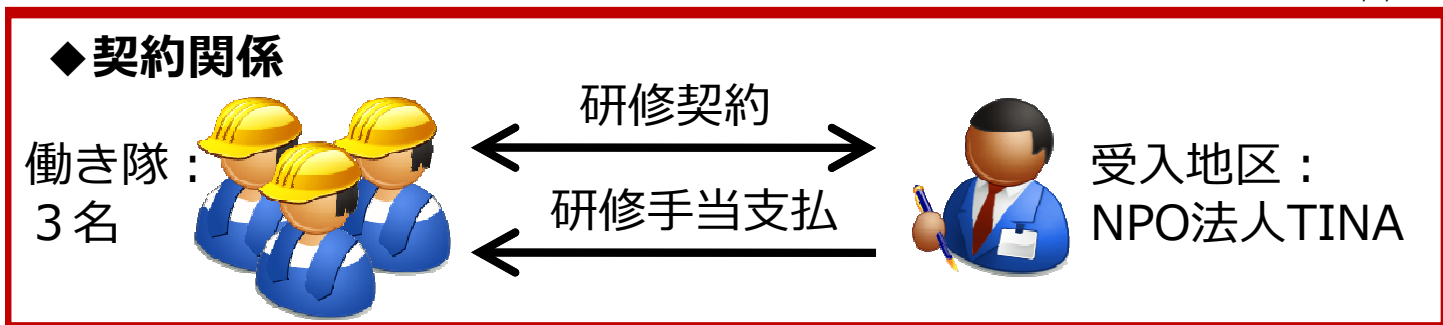 ◆契約関係
研修契約
働き隊：
３名
研修手当支払
受入地区：
NPO法人TINA